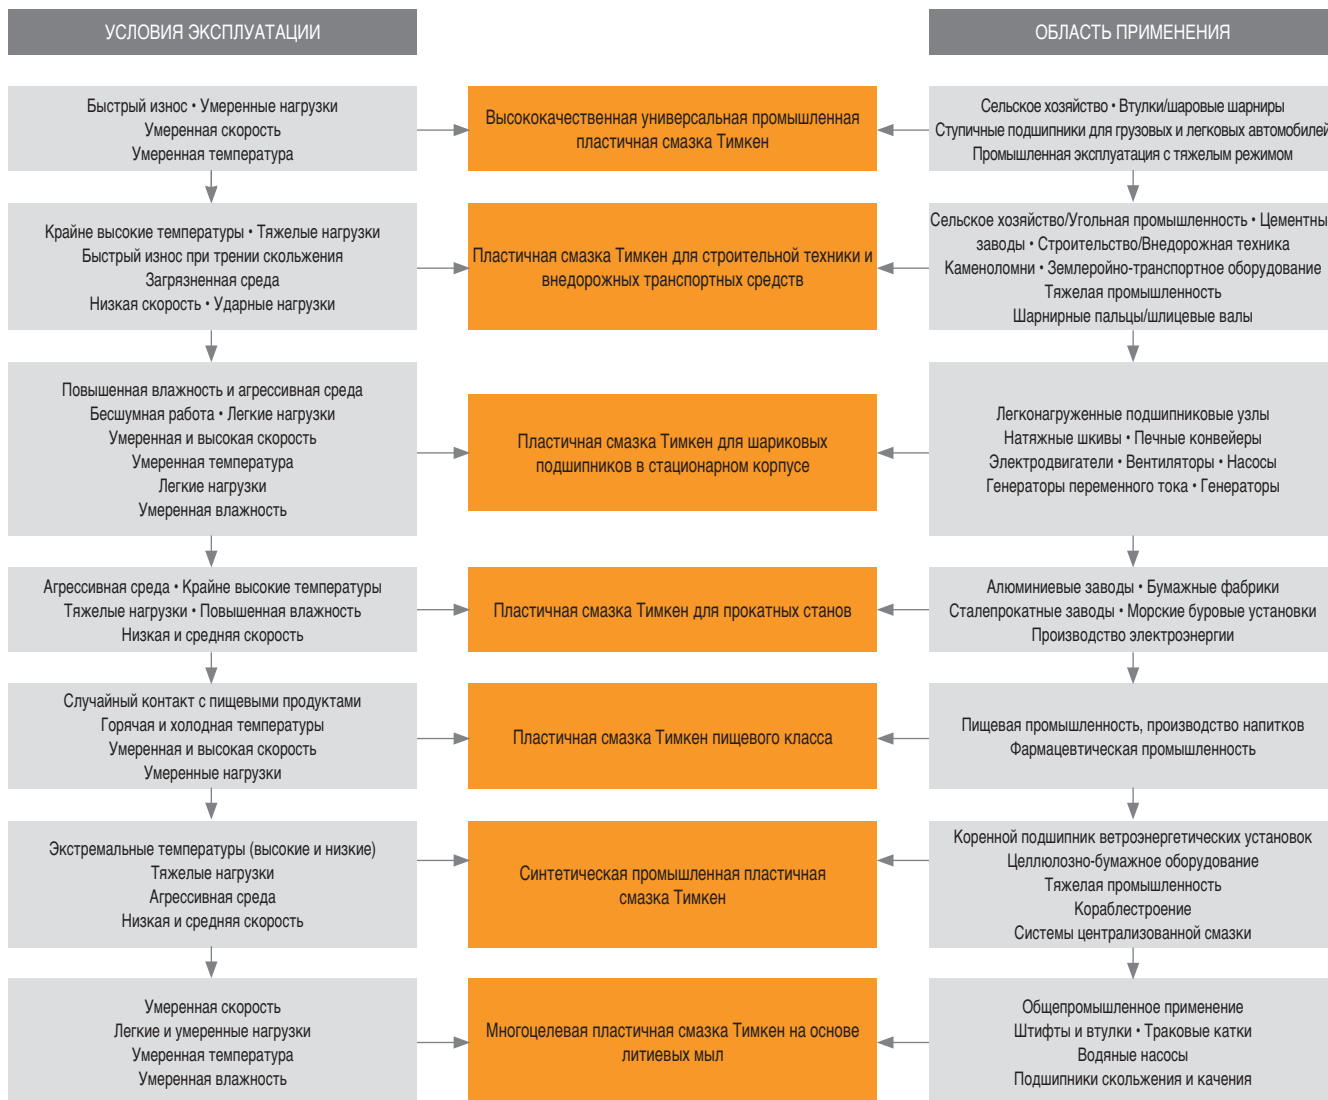 УСЛОВИЯ ЭКСПЛУАТАЦИИ
ОБЛАСТЬ ПРИМЕНЕНИЯ
Быстрый износ • Умеренные нагрузки
Умеренная скорость
Умеренная температура
Высококачественная универсальная промышленная
пластичная смазка Тимкен
Сельское хозяйство • Втулки/шаровые шарниры
Ступичные подшипники для грузовых и легковых автомобилей
Промышленная эксплуатация с тяжелым режимом
Крайне высокие температуры • Тяжелые нагрузки
Быстрый износ при трении скольжения
Загрязненная среда
Низкая скорость • Ударные нагрузки
Пластичная смазка Тимкен для строительной техники и
внедорожных транспортных средств
Сельское хозяйство/Угольная промышленность • Цементны
заводы • Строительство/Внедорожная техника
Каменоломни • Землеройно-транспортное оборудование
Тяжелая промышленность
Шарнирные пальцы/шлицевые валы
Повышенная влажность и агрессивная среда
Бесшумная работа • Легкие нагрузки
Умеренная и высокая скорость
Умеренная температура
Легкие нагрузки
Умеренная влажность
Пластичная смазка Тимкен для шариковых
подшипников в стационарном корпусе
Легконагруженные подшипниковые узлы
Натяжные шкивы • Печные конвейеры
Электродвигатели • Вентиляторы • Насосы
Генераторы переменного тока • Генераторы
Агрессивная среда • Крайне высокие температуры
Тяжелые нагрузки • Повышенная влажность
Низкая и средняя скорость
Пластичная смазка Тимкен для прокатных станов
Алюминиевые заводы • Бумажные фабрики
Сталепрокатные заводы • Морские буровые установки
Производство электроэнергии
Случайный контакт с пищевыми продуктами
Горячая и холодная температуры
Умеренная и высокая скорость
Умеренные нагрузки
Пластичная смазка Тимкен пищевого класса
Пищевая промышленность, производство напитков
Фармацевтическая промышленность
Экстремальные температуры (высокие и низкие)
Тяжелые нагрузки
Агрессивная среда
Низкая и средняя скорость
Синтетическая промышленная пластичная
смазка Тимкен
Коренной подшипник ветроэнергетических установок
Целлюлозно-бумажное оборудование
Тяжелая промышленность
Кораблестроение
Системы централизованной смазки
Умеренная скорость
Легкие и умеренные нагрузки
Умеренная температура
Умеренная влажность
Многоцелевая пластичная смазка Тимкен на основе
литиевых мыл
Общепромышленное применение
Штифты и втулки • Траковые катки
Водяные насосы
Подшипники скольжения и качения